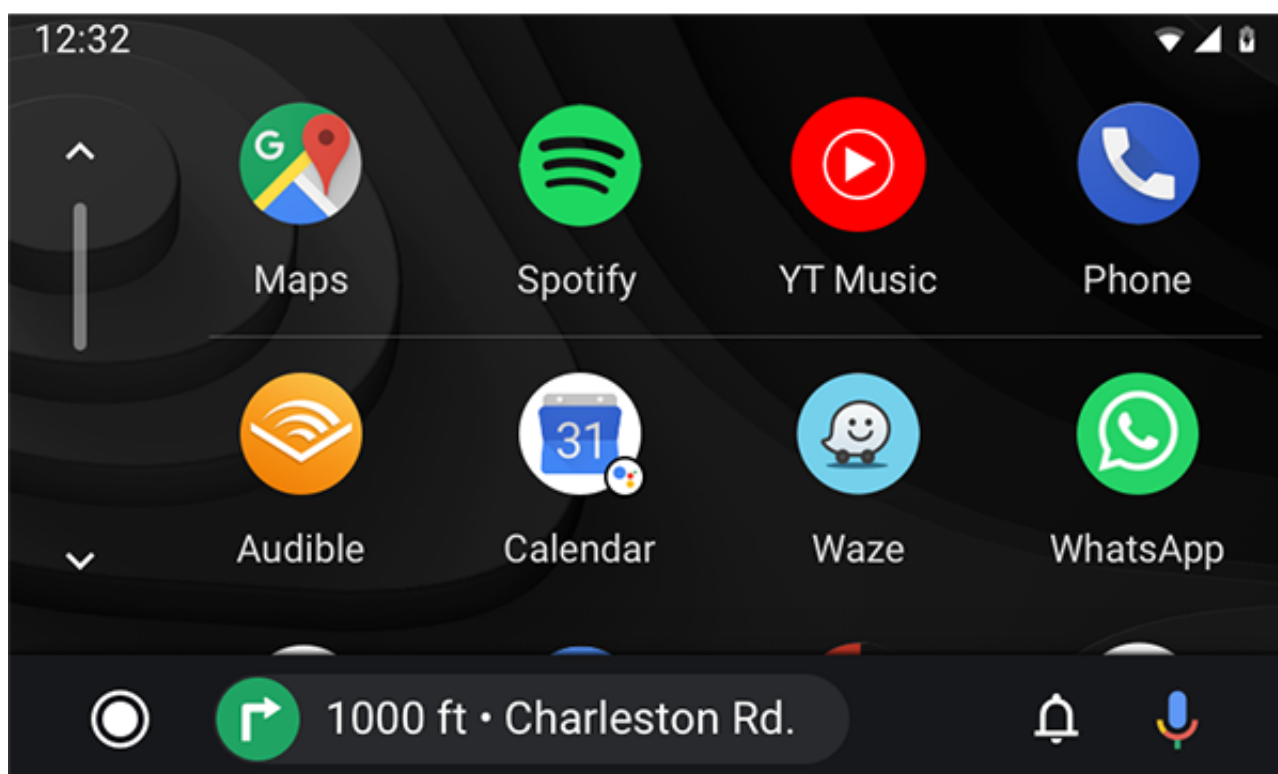 12:32
G
Maps Spotify YT Music Phone
31
Audible Calendar Waze WhatsApp
1000 ft • Charleston Rd.